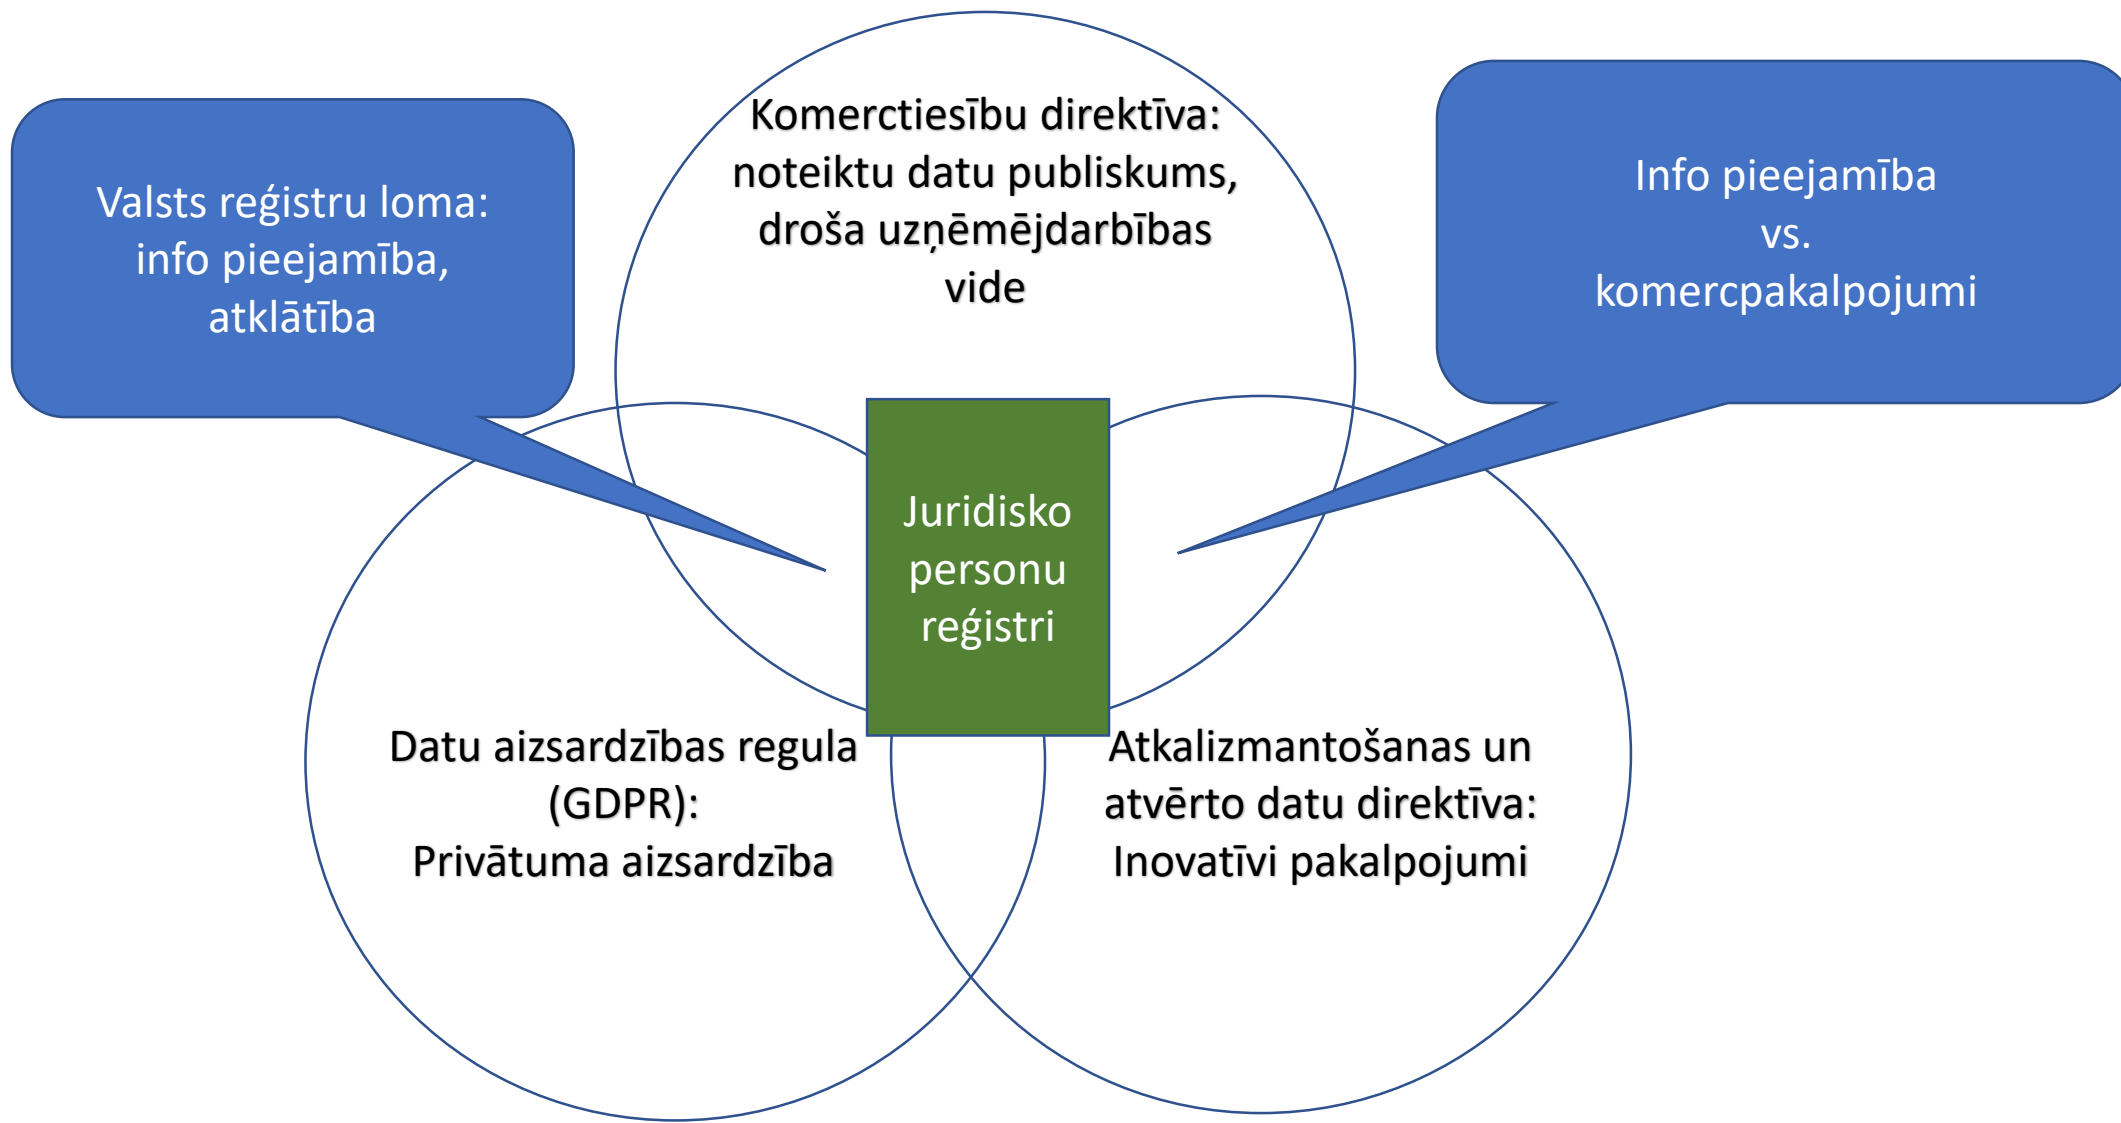 Valsts reģistru loma:
info pieejamība,
atklātība
Komerctiesību direktīva:
noteiktu datu publiskums,
droša uzņēmējdarbības
vide
Info pieejamība
vs.
komercpakalpojumi
Juridisko
personu
reģistri
Datu aizsardzības regula
(GDPR):
Privātuma aizsardzība
Atkalizmantošanas un
atvērto datu direktīva:
Inovatīvi pakalpojumi